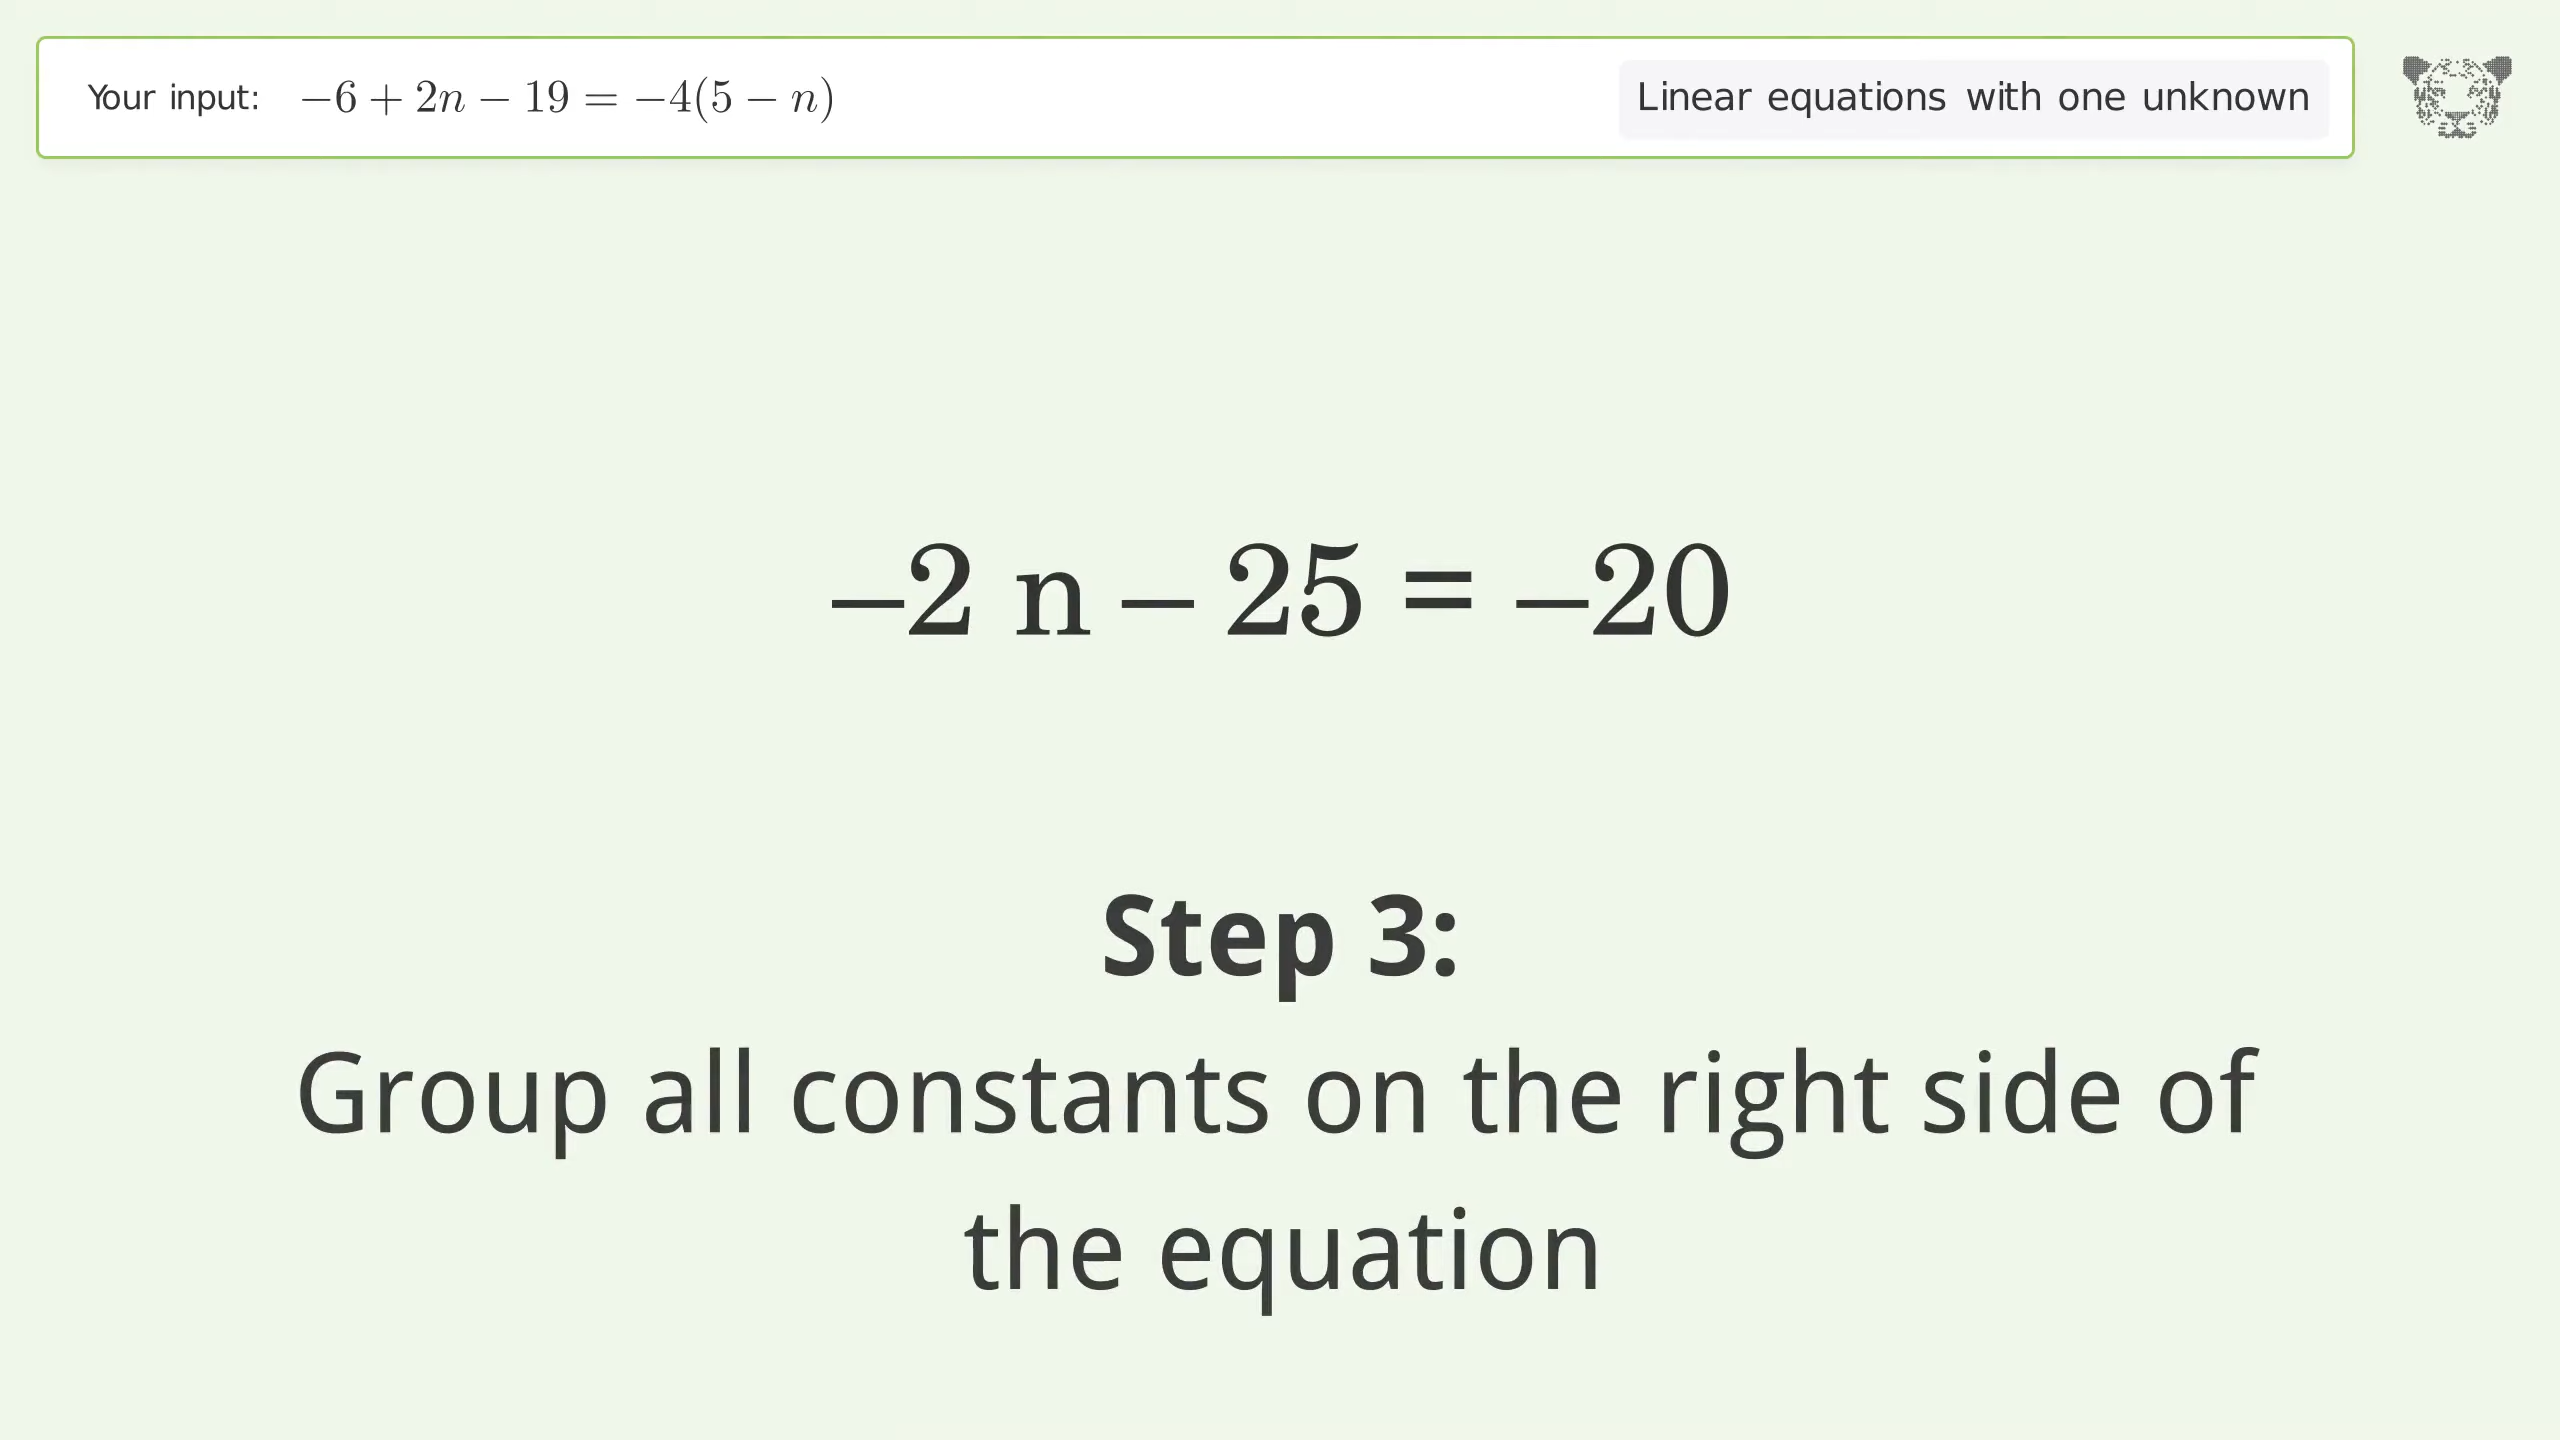 Your input: −6 + 2n − 19 = −4(5 − n) Linear equations with one unknown
−2 n − 25 = −20
Step 3:
Group all constants on the right side of
the equation